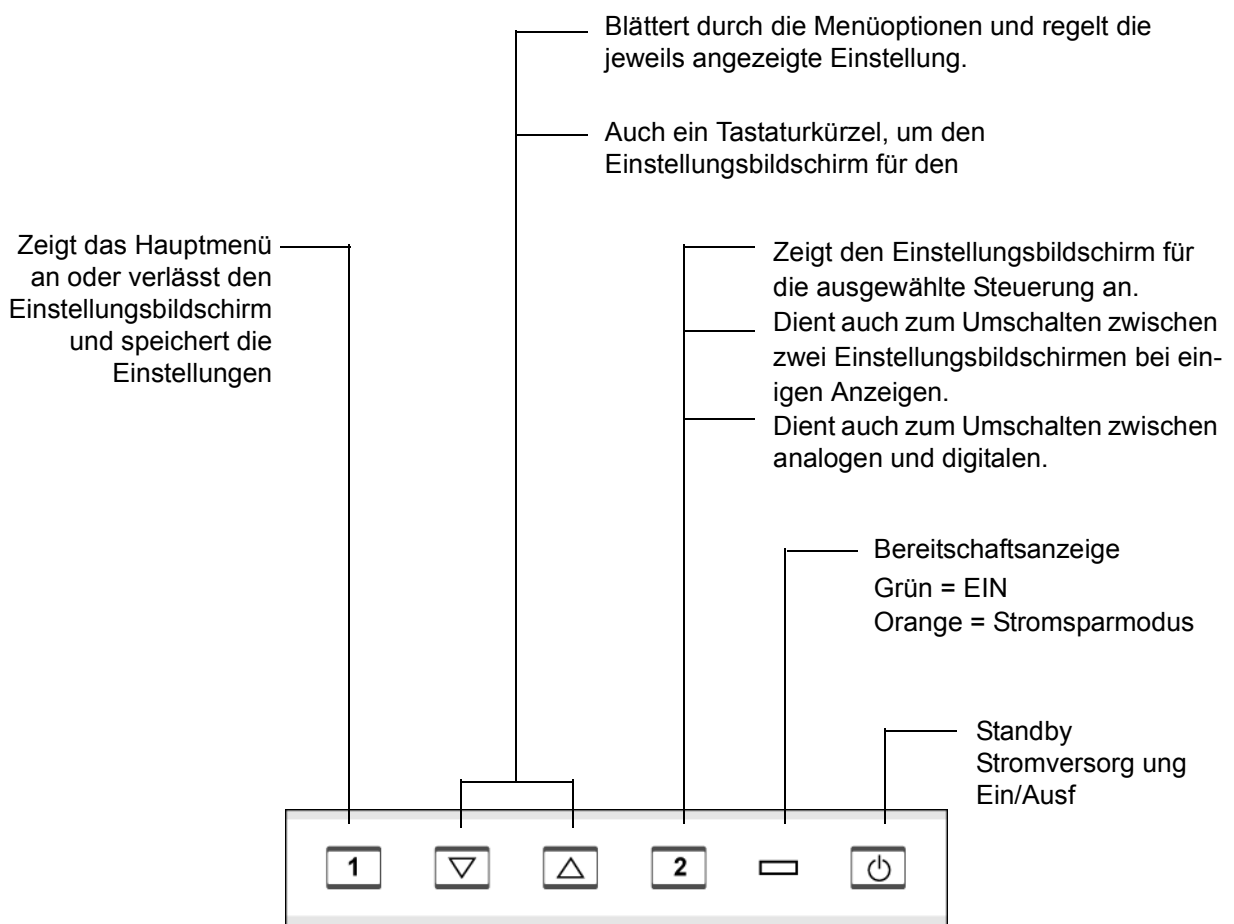 Blättert durch die Menüoptionen und regelt die
jeweils angezeigte Einstellung.
Auch ein Tastaturkürzel, um den
Einstellungsbildschirm für den
Zeigt das Hauptmenü
an oder verlässt den
Einstellungsbildschirm
und speichert die
Einstellungen
Zeigt den Einstellungsbildschirm für
die ausgewählte Steuerung an.
Dient auch zum Umschalten zwischen
zwei Einstellungsbildschirmen bei ein-
igen Anzeigen.
Dient auch zum Umschalten zwischen
analogen und digitalen.
Bereitschaftsanzeige
Grün = EIN
Orange = Stromsparmodus
Standby
Stromversorg ung
Ein/Ausf
1
2